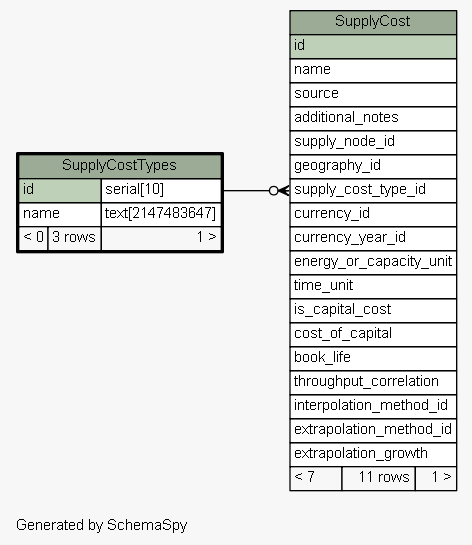 SupplyCostTypes
id serial[10]
name text[2147483647]
< 0 3 rows 1 >
SupplyCost
id
name
source
additional_notes
supply_node_id
geography_id
supply_cost_type_id
currency_id
currency_year_id
energy_or_capacity_unit
time_unit
is_capital_cost
cost_of_capital
book_life
throughput_correlation
interpolation_method_id
extrapolation_method_id
extrapolation_growth
< 7 11 rows 1 >
Generated by SchemaSpy